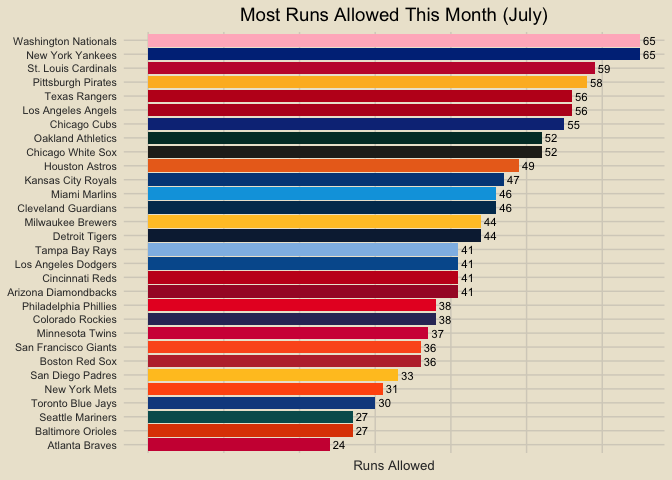 Most Runs Allowed This Month (July)
Washington Nationals 65
New York Yankees 65
St. Louis Cardinals 59
Pittsburgh Pirates 58
Texas Rangers 56
Los Angeles Angels 56
Chicago Cubs 55
Oakland Athletics 52
Chicago White Sox 52
Houston Astros 49
Kansas City Royals 47
Miami Marlins 46
Cleveland Guardians 46
Milwaukee Brewers 44
Detroit Tigers 44
Tampa Bay Rays 41
Los Angeles Dodgers 41
Cincinnati Reds 41
Arizona Diamondbacks 41
Philadelphia Phillies 38
Colorado Rockies 38
Minnesota Twins 37
San Francisco Giants 36
Boston Red Sox 36
San Diego Padres 33
New York Mets 31
Toronto Blue Jays 30
Seattle Mariners 27
Baltimore Orioles 27
Atlanta Braves 24
Runs Allowed